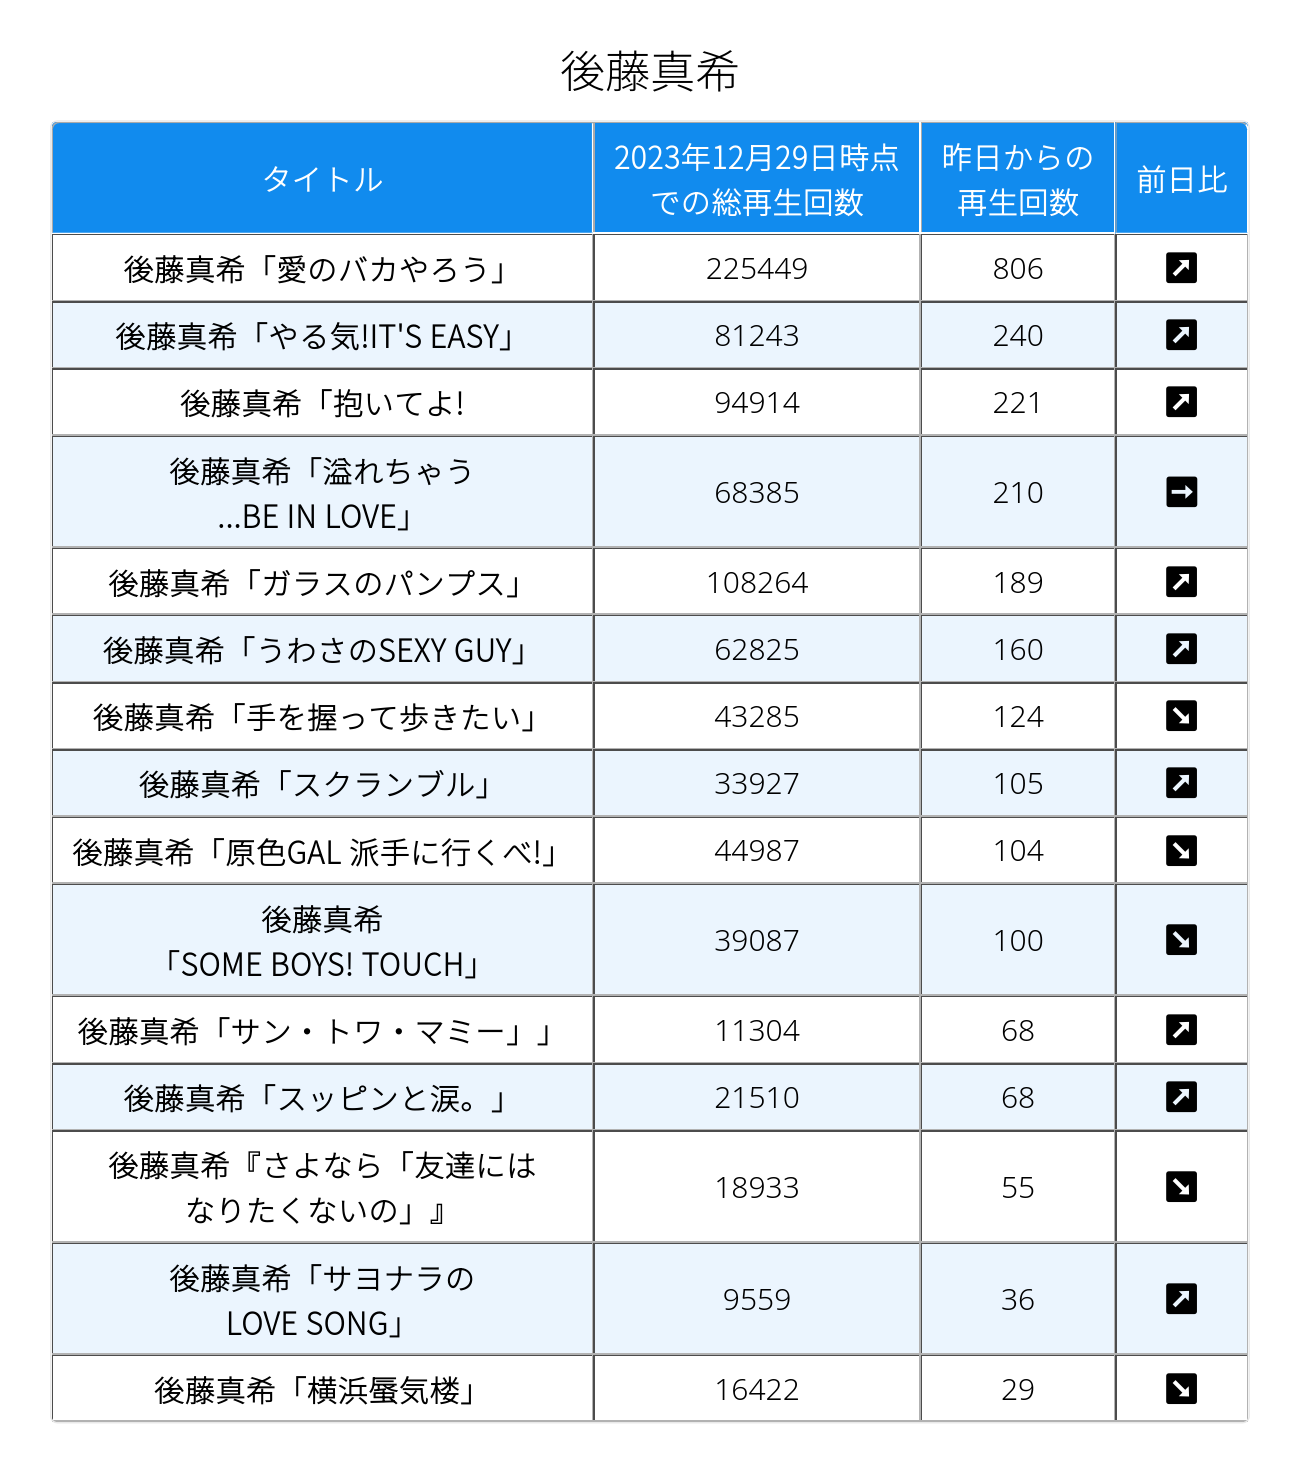 後藤真希
タイトル
2023年12月29日時点
での総再生回数
昨日からの
再生回数
前日比
後藤真希「愛のバカやろう」 225449 806 ↗
後藤真希「やる気!IT'S EASY」 81243 240 ↗
後藤真希「抱いてよ! 94914 221 ↗
後藤真希「溢れちゃう
...BE IN LOVE」 68385 210 →
後藤真希「ガラスのパンプス」 108264 189 ↗
後藤真希「うわさのSEXY GUY」 62825 160 ↗
後藤真希「手を握って歩きたい」 43285 124 ↘
後藤真希「スクランブル」 33927 105 ↗
後藤真希「原色GAL 派手に行くべ!」 44987 104 ↘
後藤真希
「SOME BOYS! TOUCH」 39087 100 ↘
後藤真希「サン・トワ・マミー」」 11304 68 ↗
後藤真希「スッピンと涙。」 21510 68 ↗
後藤真希『さよなら「友達には
なりたくないの」』 18933 55 ↘
後藤真希「サヨナラの
LOVE SONG」 9559 36 ↗
後藤真希「横浜蜃気楼」 16422 29 ↘